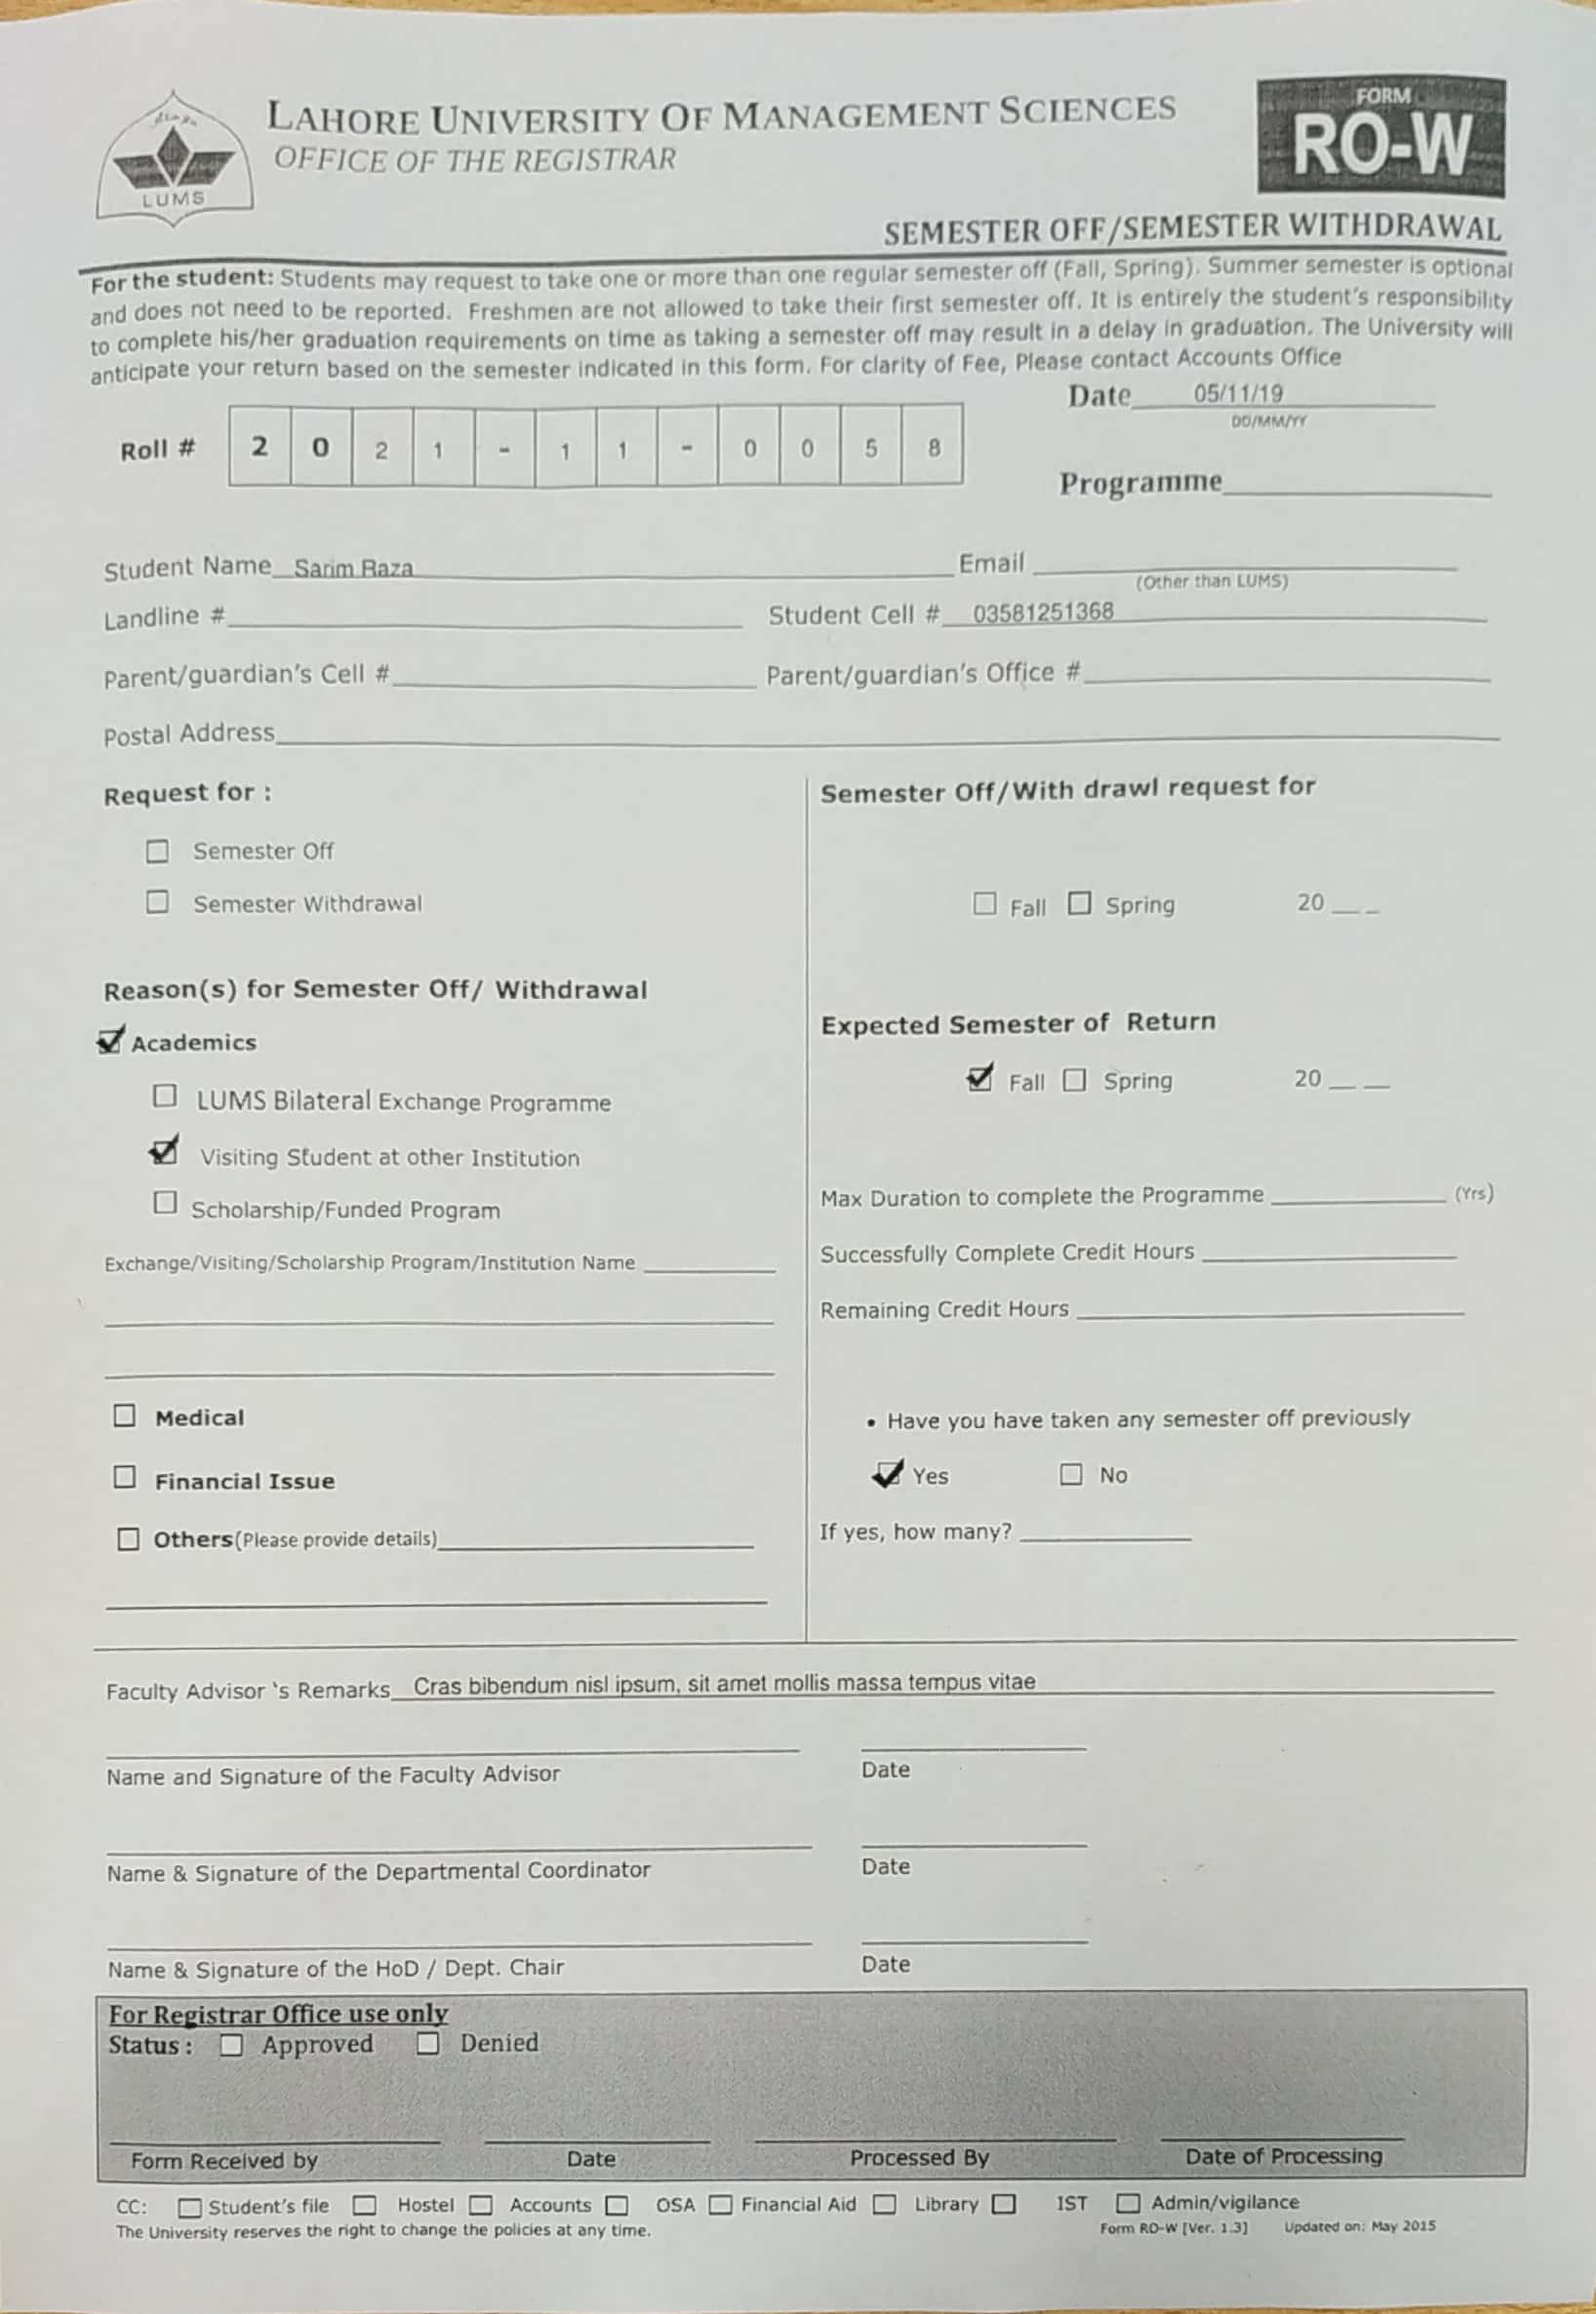 LAHORE UNIVERSITY OF MANAGEMENT SCIENCES
OFFICE OF THE REGISTRAR
LUMS
FORM
RO-W
SEMESTER OFF/SEMESTER WITHDRAWAL
For the student: Students may request to take one or more than one regular semester off (Fall, Spring). Summer semester is optional
and does not need to be reported. Freshmen are not allowed to take their first semester off. It is entirely the student's responsibility
to complete his/her graduation requirements on time as taking a semester off may result in a delay in graduation. The University will
anticipate your return based on the semester indicated in this form. For clarity of Fee, Please contact Accounts Office
Date 05/11/19
DD/MM/YY
Roll # 2 0 2 1 - 1 1 - 0 0 5 8
Programme
Student Name Sarim Raza Email
(Other than LUMS)
Landline # Student Cell # 03581251368
Parent/guardian's Cell # Parent/guardian's Office #
Postal Address
Request for :
Semester Off
Semester Withdrawal
Reason(s) for Semester Off/ Withdrawal
Academics
LUMS Bilateral Exchange Programme
Visiting Student at other Institution
Scholarship/Funded Program
Exchange/Visiting/Scholarship Program/Institution Name
Medical
Financial Issue
Others(Please provide details)
Semester Off/With drawl request for
Fall Spring 20
Expected Semester of Return
Fall Spring 20
Max Duration to complete the Programme (Yrs)
Successfully Complete Credit Hours
Remaining Credit Hours
• Have you have taken any semester off previously
Yes No
If yes, how many?
Faculty Advisor 's Remarks Cras bibendum nisl ipsum, sit amet mollis massa tempus vitae
Name and Signature of the Faculty Advisor Date
Name & Signature of the Departmental Coordinator Date
Name & Signature of the HoD / Dept. Chair Date
For Registrar Office use only
Status : Approved Denied
Form Received by Date Processed By Date of Processing
CC: Student's file Hostel Accounts OSA Financial Aid Library IST Admin/vigilance
The University reserves the right to change the policies at any time. Form RO-W [Ver. 1.3] Updated on: May 2015